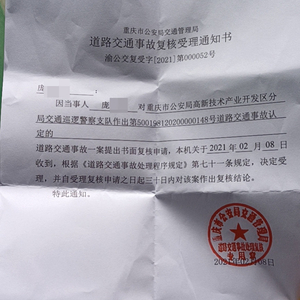 重庆市公安局交通管理局
道路交通事故复核受理通知书
渝公交复受字[2021]第000052号
庞
因当事人 庞 对重庆市公安局高新技术产业开发区分
局交通巡逻警察支队作出第5001981202000000148号道路交通事故认
定的
道路交通事故一案提出书面复核申请，本机关于2021年 02 月 08日
收到，根据《道路交通事故处理程序规定》第七十一条规定，决定受
理，并自受理复核申请之日起三十日内对该案作出复核结论。
特此通知。